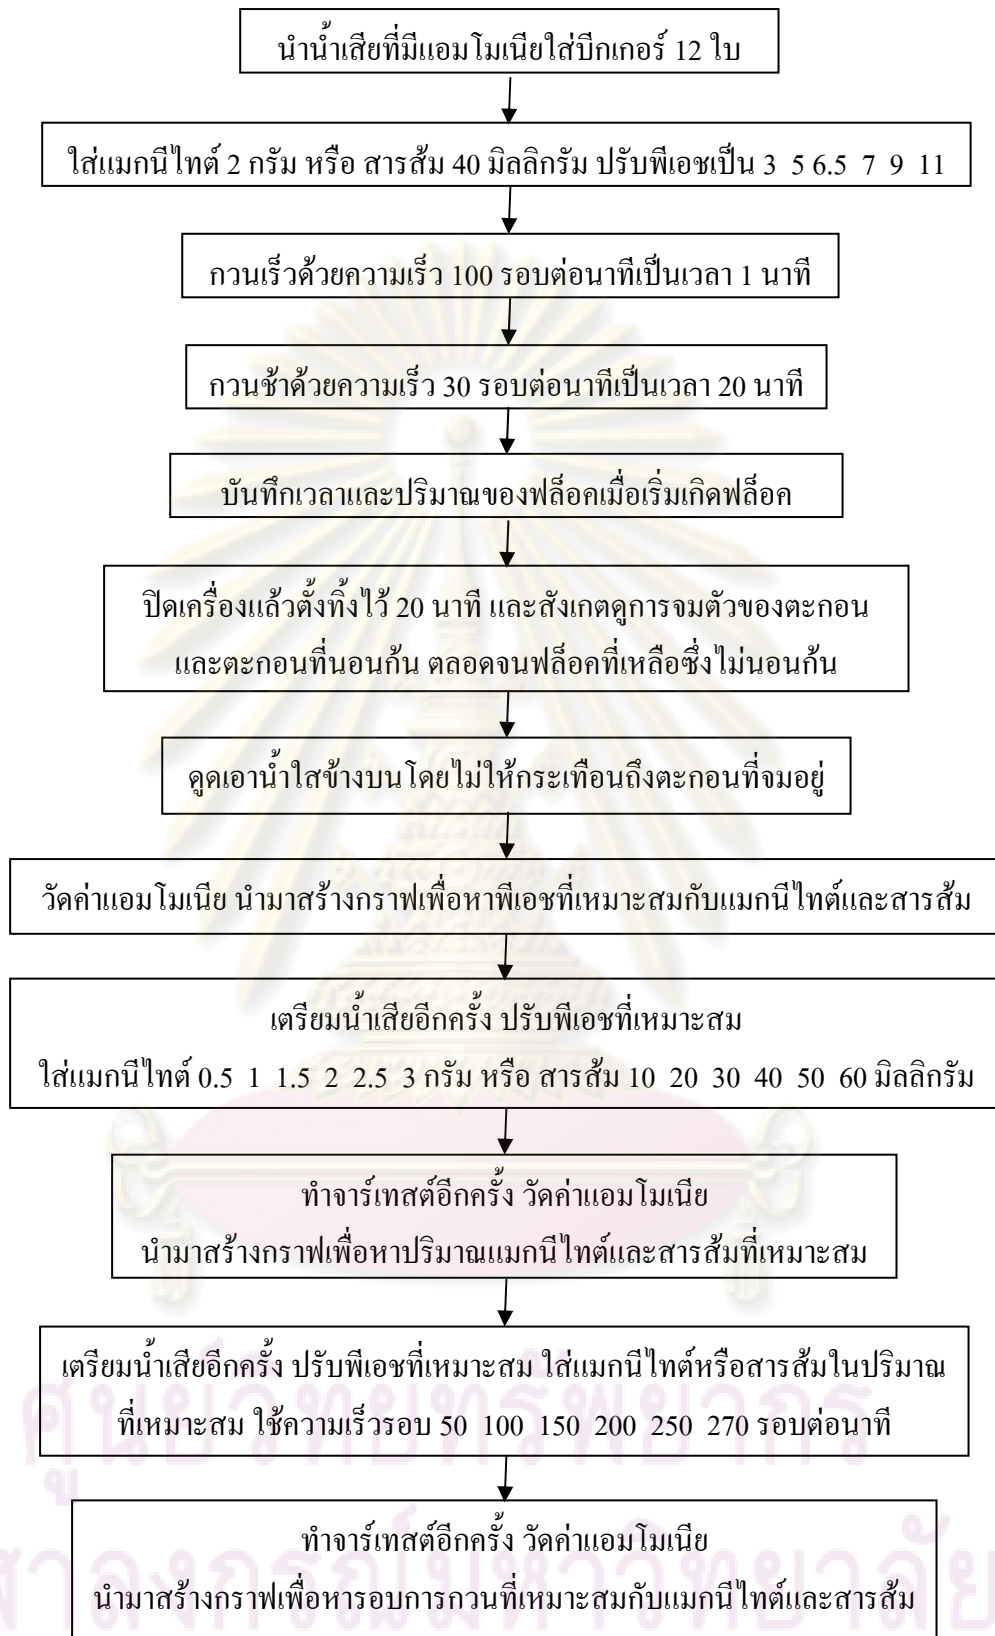 นำน้ำเสียที่มีแอมโมเนียใส่บีกเกอร์ 12 ใบ
ใส่แมกนีไทต์ 2 กรัม หรือ สารส้ม 40 มิลลิกรัม ปรับพีเอชเป็น 3 5 6.5 7 9 11
กวนเร็วด้วยความเร็ว 100 รอบต่อนาทีเป็นเวลา 1 นาที
กวนช้าด้วยความเร็ว 30 รอบต่อนาทีเป็นเวลา 20 นาที
บันทึกเวลาและปริมาณของฟล็อคเมื่อเริ่มเกิดฟล็อค
ปิดเครื่องแล้วตั้งทิ้งไว้ 20 นาที และสังเกตดูการจมตัวของตะกอน
และตะกอนที่นอนก้น ตลอดจนฟล็อคที่เหลือซึ่งไม่นอนก้น
ดูดเอาน้ำใสข้างบนโดยไม่ให้กระเทือนถึงตะกอนที่จมอยู่
วัดค่าแอมโมเนีย นำมาสร้างกราฟเพื่อหาพีเอชที่เหมาะสมกับแมกนีไทต์และสารส้ม
เตรียมน้ำเสียอีกครั้ง ปรับพีเอชที่เหมาะสม
ใส่แมกนีไทต์ 0.5 1 1.5 2 2.5 3 กรัม หรือ สารส้ม 10 20 30 40 50 60 มิลลิกรัม
ทำจาร์เทสต์อีกครั้ง วัดค่าแอมโมเนีย
นำมาสร้างกราฟเพื่อหาปริมาณแมกนีไทต์และสารส้มที่เหมาะสม
เตรียมน้ำเสียอีกครั้ง ปรับพีเอชที่เหมาะสม ใส่แมกนีไทต์หรือสารส้มในปริมาณ
ที่เหมาะสม ใช้ความเร็วรอบ 50 100 150 200 250 270 รอบต่อนาที
ศูนย์วิทยทรัพยากร
ทำจาร์เทสต์อีกครั้ง วัดค่าแอมโมเนีย
นำมาสร้างกราฟเพื่อหารอบการกวนที่เหมาะสมกับแมกนีไทต์และสารส้ม
ฬาลงกรณ์มหาวิทยาลัย